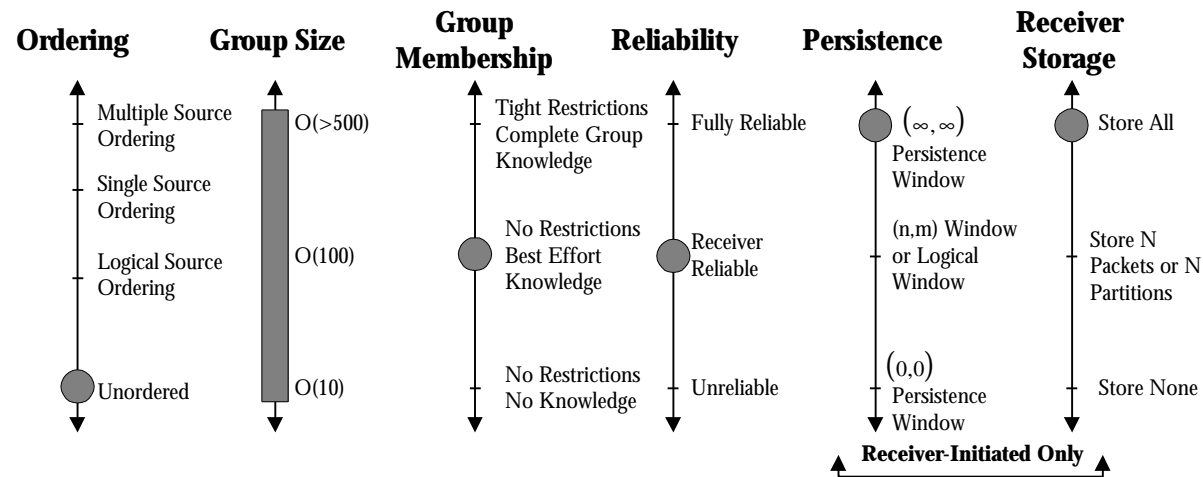 Ordering
Multiple Source
Ordering
Single Source
Ordering
Logical Source
Ordering
Unordered
Group Size
O(>500)
O(100)
O(10)
Group
Membership
Tight Restrictions
Complete Group
Knowledge
No Restrictions
Best Effort
Knowledge
No Restrictions
No Knowledge
Reliability
Fully Reliable
Receiver
Reliable
Unreliable
Persistence
(∞,∞)
Persistence
Window
(n,m) Window
or Logical
Window
(0,0)
Persistence
Window
Receiver
Storage
Store All
Store N
Packets or N
Partitions
Store None
Receiver-Initiated Only